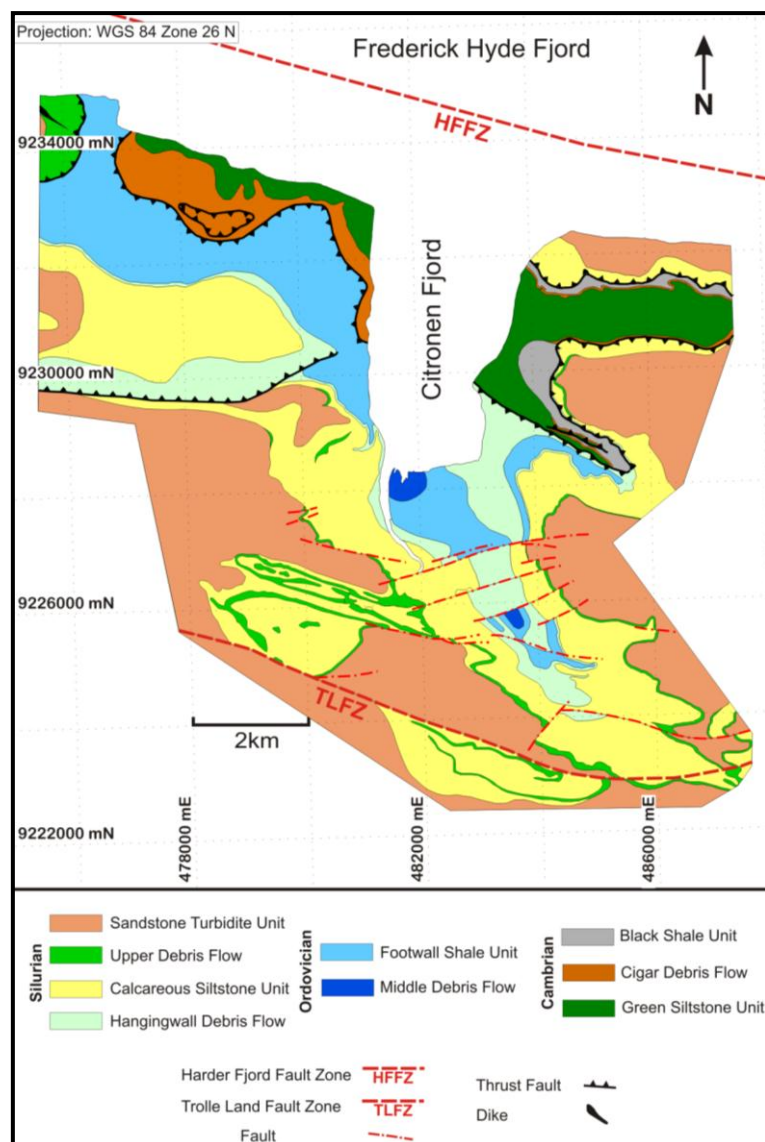 Projection: WGS 84 Zone 26 N
Frederick Hyde Fjord
N
HFFZ
9234000 mN
Citronen Fjord
9230000 mN
9226000 mN
TLFZ
2km
9222000 mN
478000 mE
482000 mE
486000 mE
Silurian
Sandstone Turbidite Unit
Upper Debris Flow
Calcareous Siltstone Unit
Hangingwall Debris Flow
Ordovician
Footwall Shale Unit
Middle Debris Flow
Cambrian
Black Shale Unit
Cigar Debris Flow
Green Siltstone Unit
Harder Fjord Fault Zone
HFFZ
Trolle Land Fault Zone
TLFZ
Fault
Thrust Fault
Dike